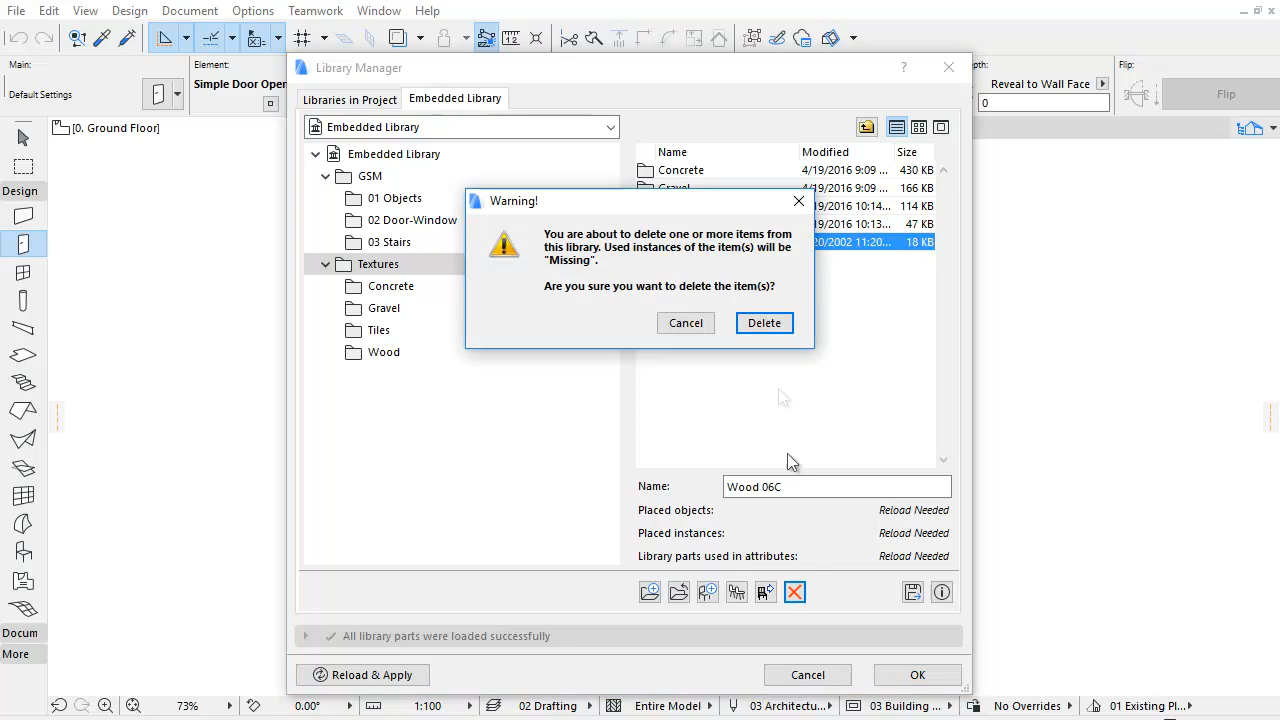 File Edit View Design Document Options Teamwork Window Help
Main:
Default Settings
Element:
Simple Door Open
Flip:
Reveal to Wall Face
0
Flip
[0. Ground Floor]
Design
Docum
More
Library Manager
?
Libraries in Project
Embedded Library
Embedded Library
Embedded Library
GSM
01 Objects
02 Door-Window
03 Stairs
Textures
Concrete
Gravel
Tiles
Wood
Name Modified Size
Concrete 4/19/2016 9:09 ... 430 KB
Gravel 4/19/2016 9:09 ... 166 KB
19/2016 10:14... 114 KB
19/2016 10:13... 47 KB
20/2002 11:20... 18 KB
Warning!
You are about to delete one or more items from
this library. Used instances of the item(s) will be
"Missing".
Are you sure you want to delete the item(s)?
Cancel
Delete
Name:
Wood 06C
Placed objects: Reload Needed
Placed instances: Reload Needed
Library parts used in attributes: Reload Needed
All library parts were loaded successfully
Reload & Apply
Cancel
OK
73%
0.00°
1:100
02 Drafting
Entire Model
03 Architectu...
03 Building ...
No Overrides
01 Existing Pl...